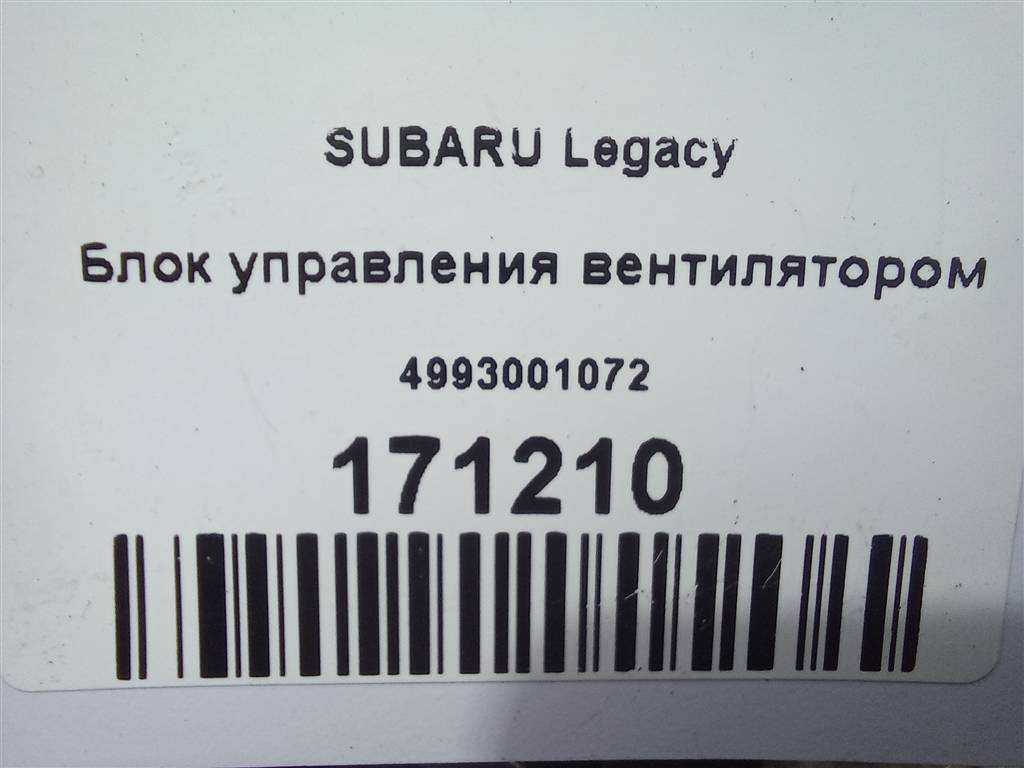 SUBARU Legacy
Блок управления вентилятором
4993001072
171210